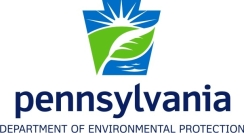 pennsylvania
DEPARTMENT OF ENVIRONMENTAL PROTECTION